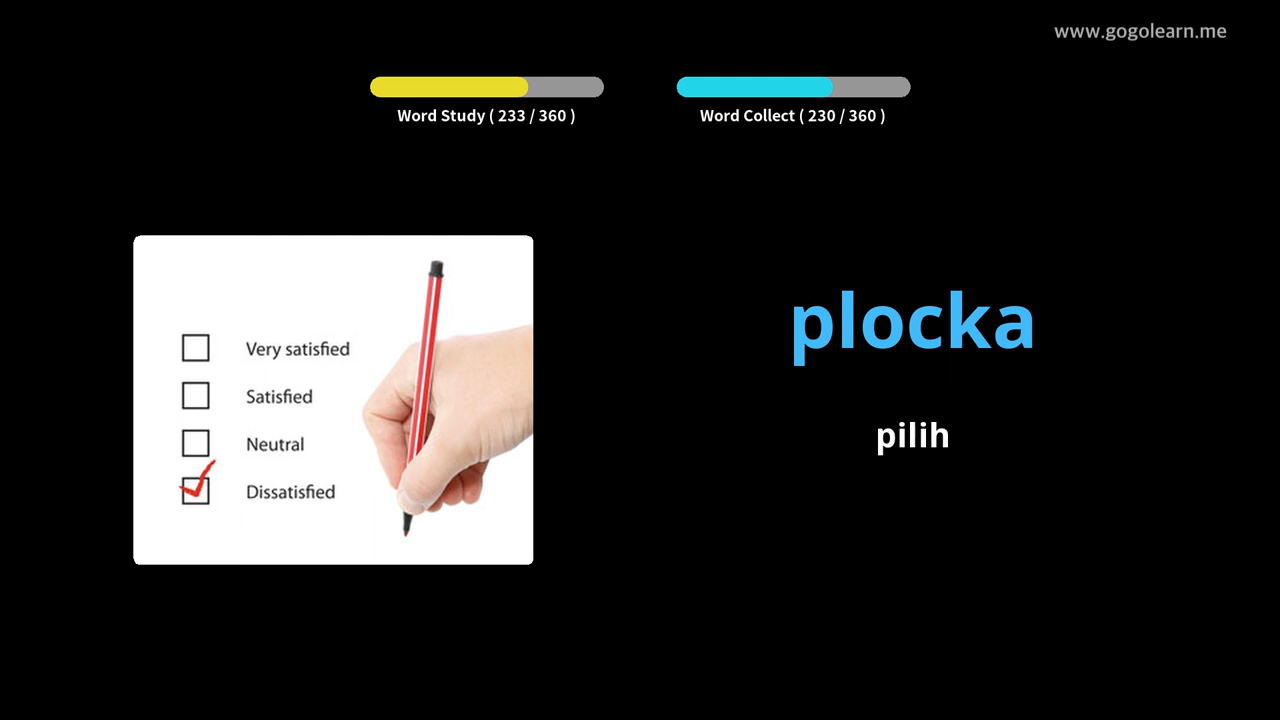 www.gogolearn.me
Word Study ( 233 / 360 )
Word Collect ( 230 / 360 )
Very satisfied
Satisfied
Neutral
Dissatisfied
plocka
pilih